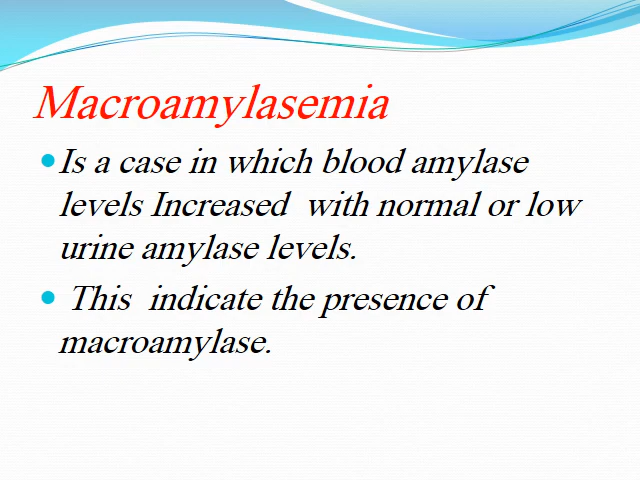 Macroamylasemia
Is a case in which blood amylase
levels Increased with normal or low
urine amylase levels.
This indicate the presence of
macroamylase.